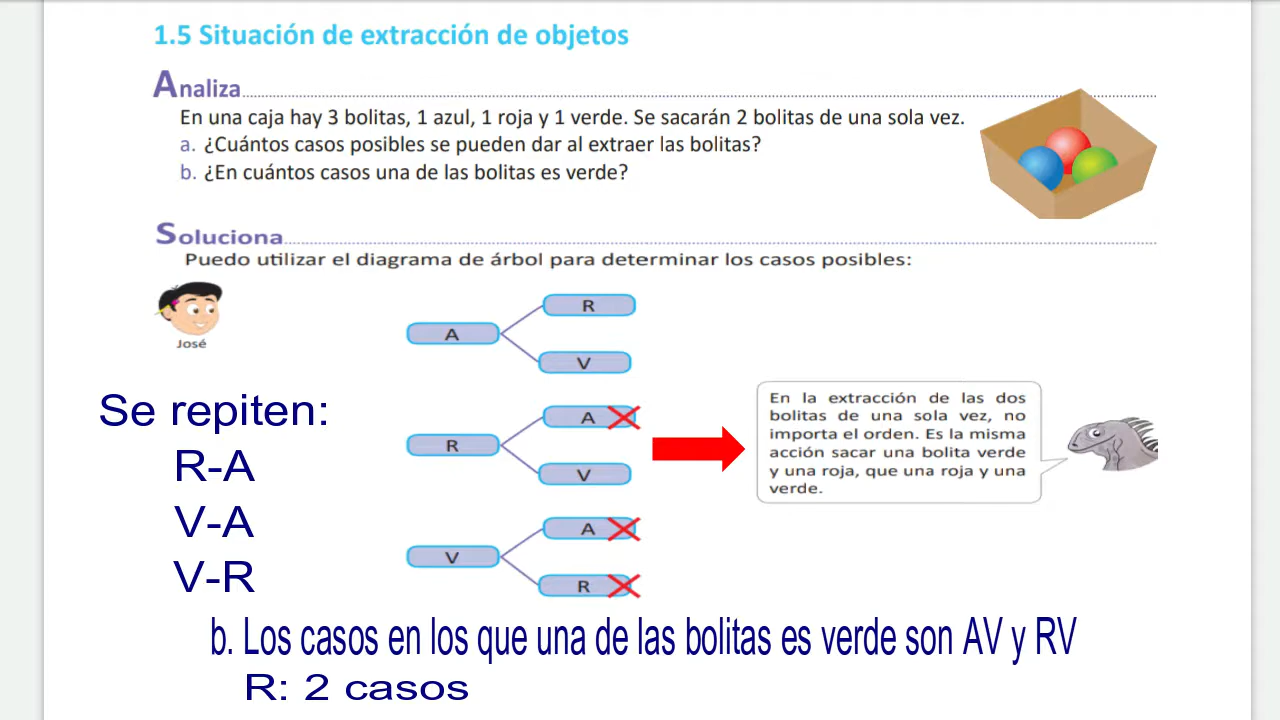 1.5 Situación de extracción de objetos
Analiza
En una caja hay 3 bolitas, 1 azul, 1 roja y 1 verde. Se sacarán 2 bolitas de una sola vez.
a. ¿Cuántos casos posibles se pueden dar al extraer las bolitas?
b. ¿En cuántos casos una de las bolitas es verde?
Soluciona
Puedo utilizar el diagrama de árbol para determinar los casos posibles:
José
A
R
V
R
A
V
V
A
R
Se repiten:
R-A
V-A
V-R
En la extracción de las dos
bolitas de una sola vez, no
importa el orden. Es la misma
acción sacar una bolita verde
y una roja, que una roja y una
verde.
b. Los casos en los que una de las bolitas es verde son AV y RV
R: 2 casos